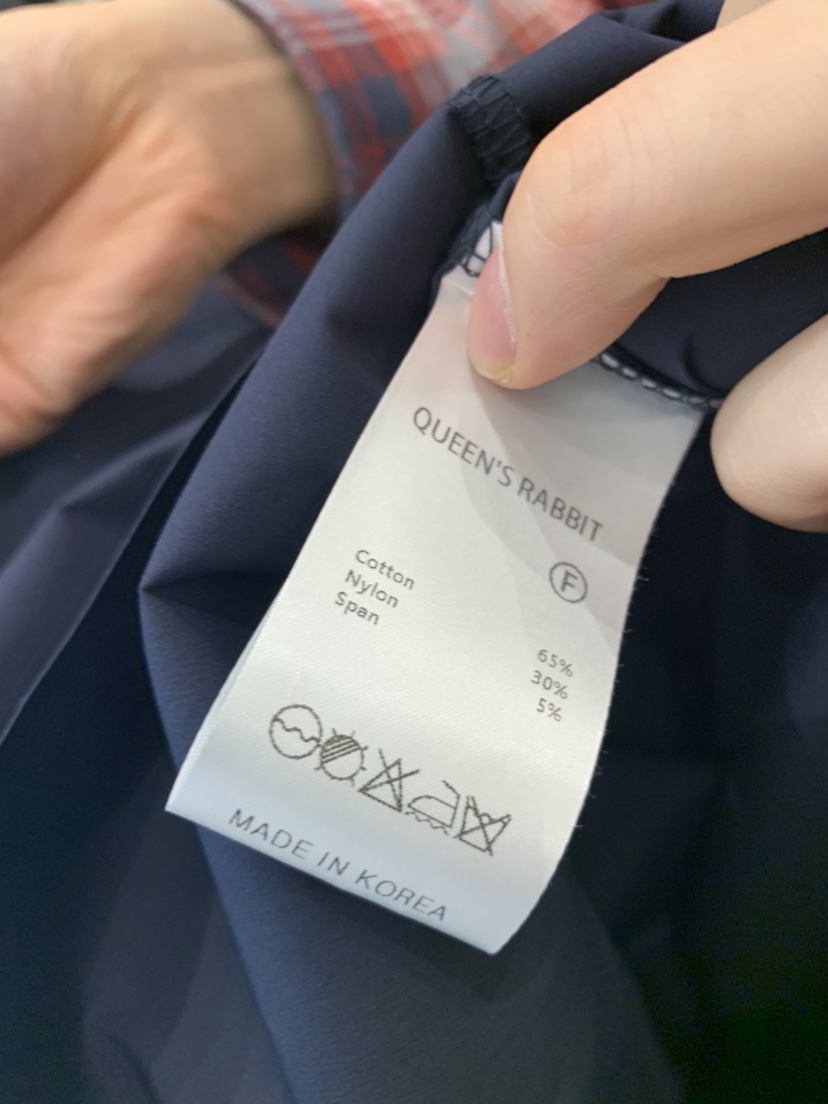 QUEEN'S RABBIT
F
Cotton 65%
Nylon 30%
Span 5%
MADE IN KOREA